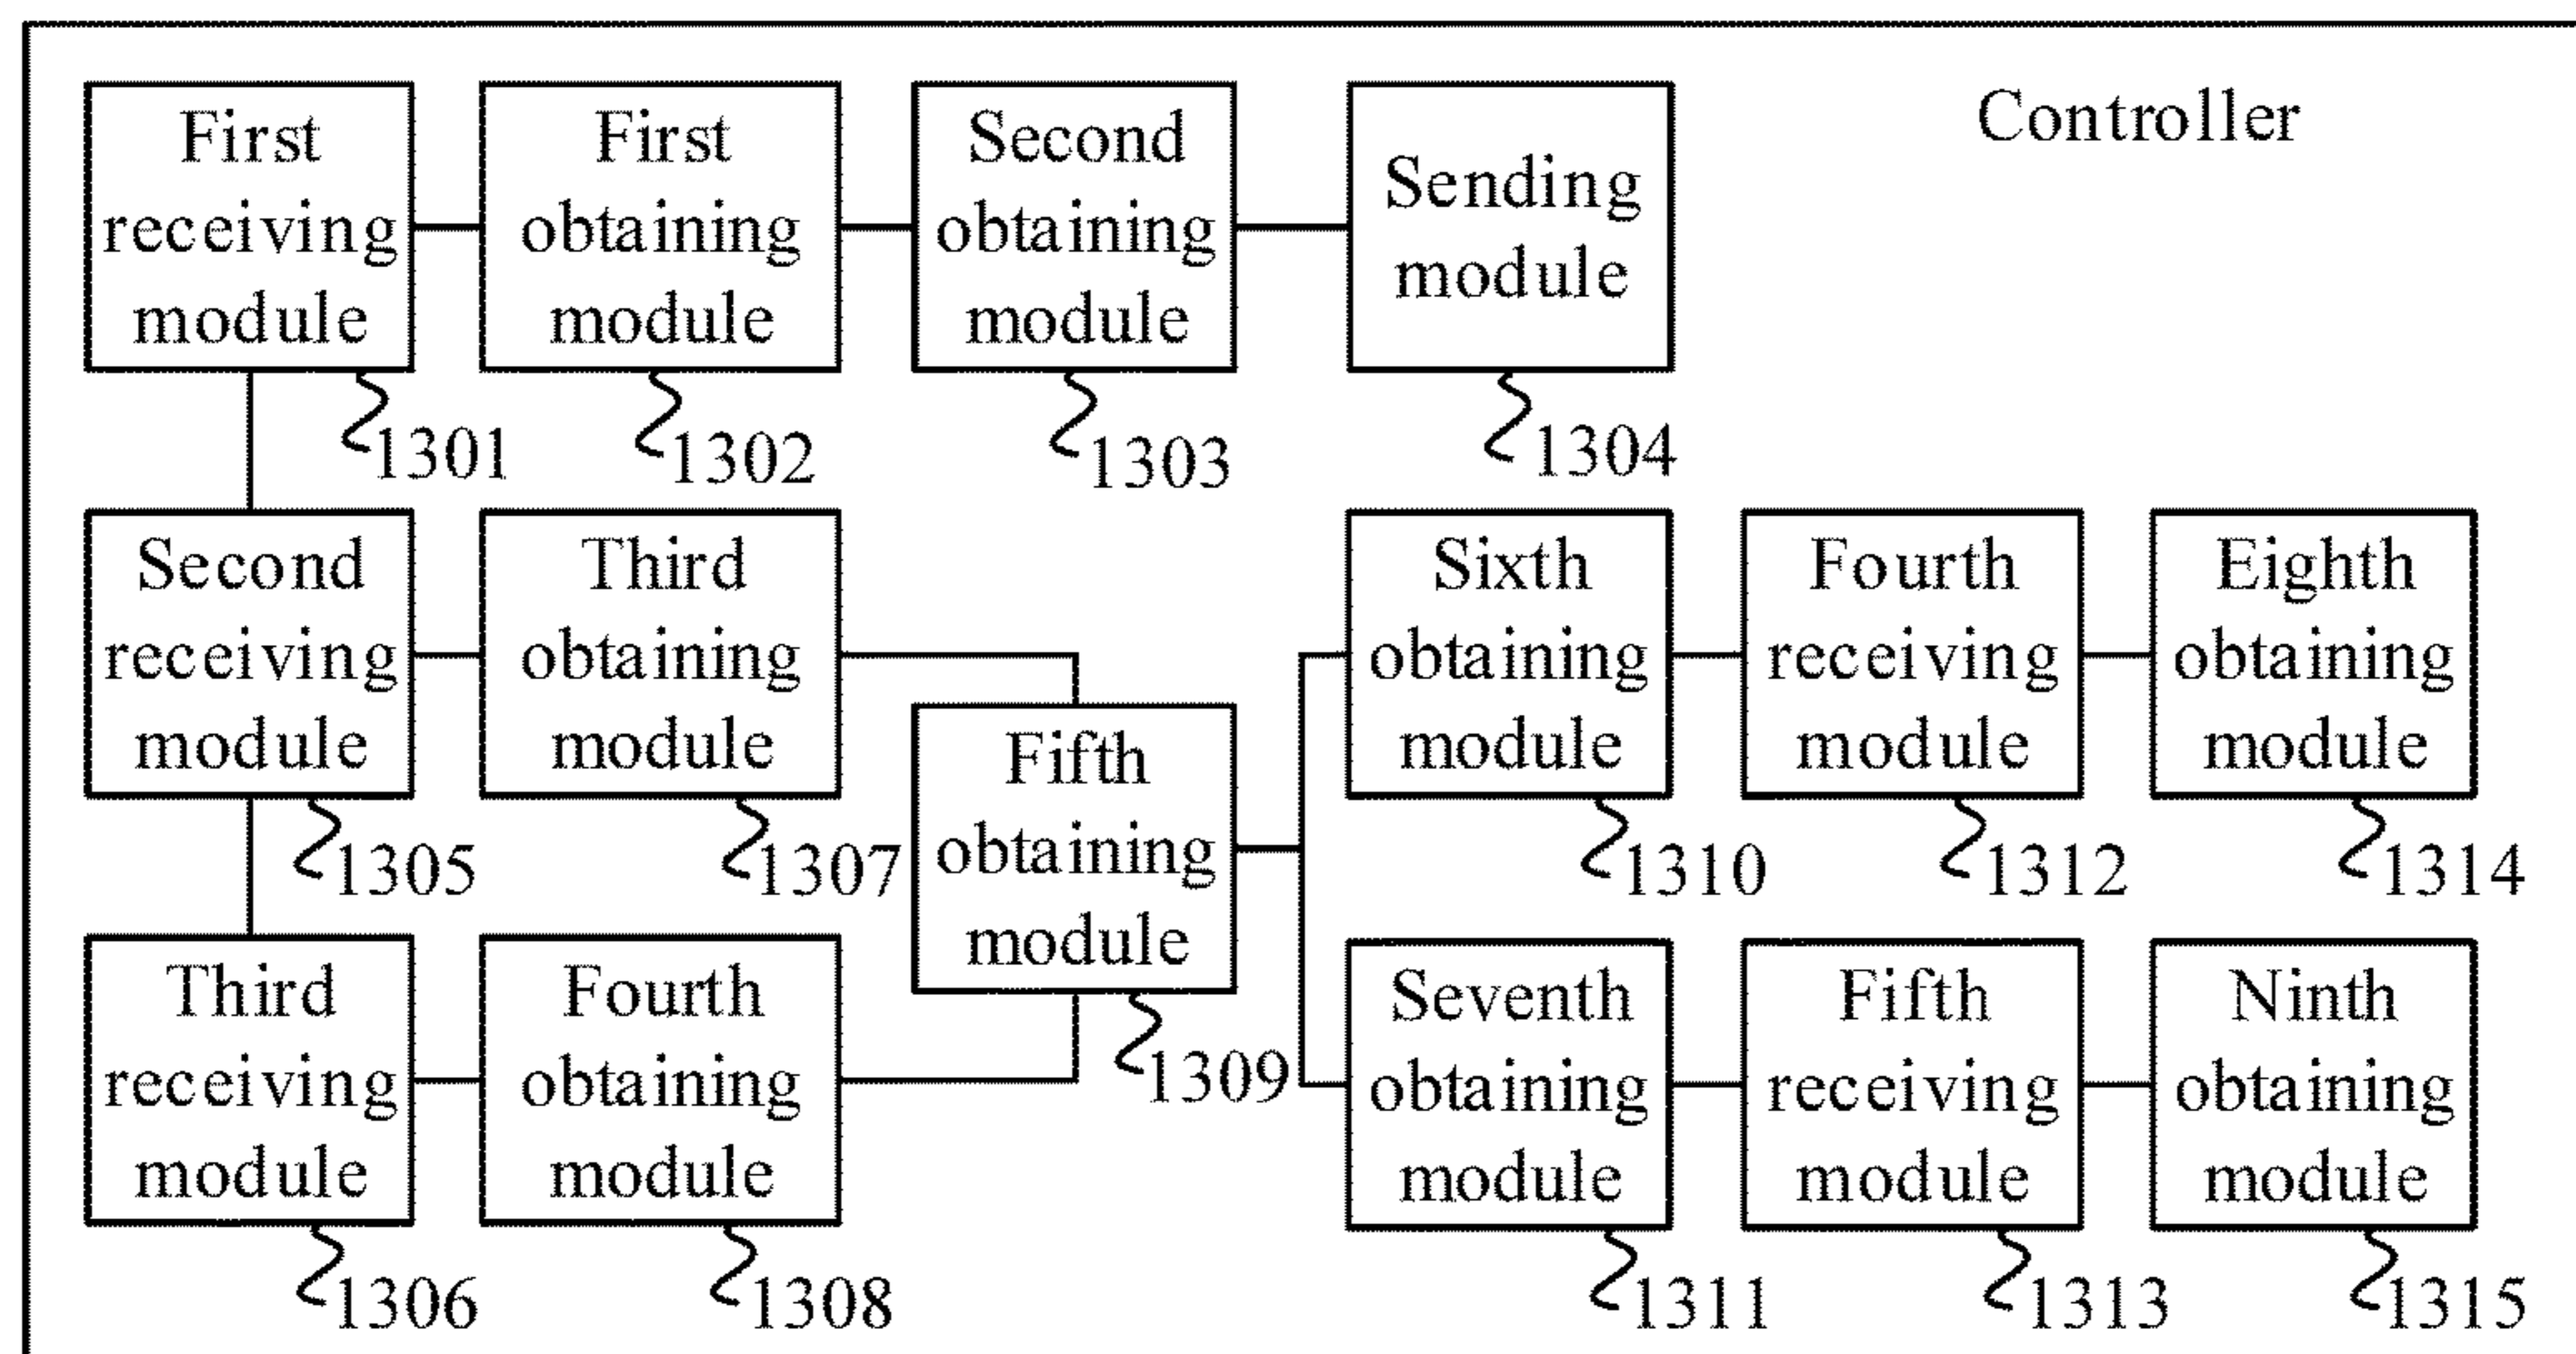 Controller
First
receiving
module
First
obtaining
module
Second
obtaining
module
Sending
module
1301
1302
1303
1304
Second
receiving
module
Third
obtaining
module
Sixth
obtaining
module
Fourth
receiving
module
Eighth
obtaining
module
Fifth
obtaining
module
1305
1307
1310
1312
1314
Third
receiving
module
Fourth
obtaining
module
1309
Seventh
obtaining
module
Fifth
receiving
module
Ninth
obtaining
module
1306
1308
1311
1313
1315